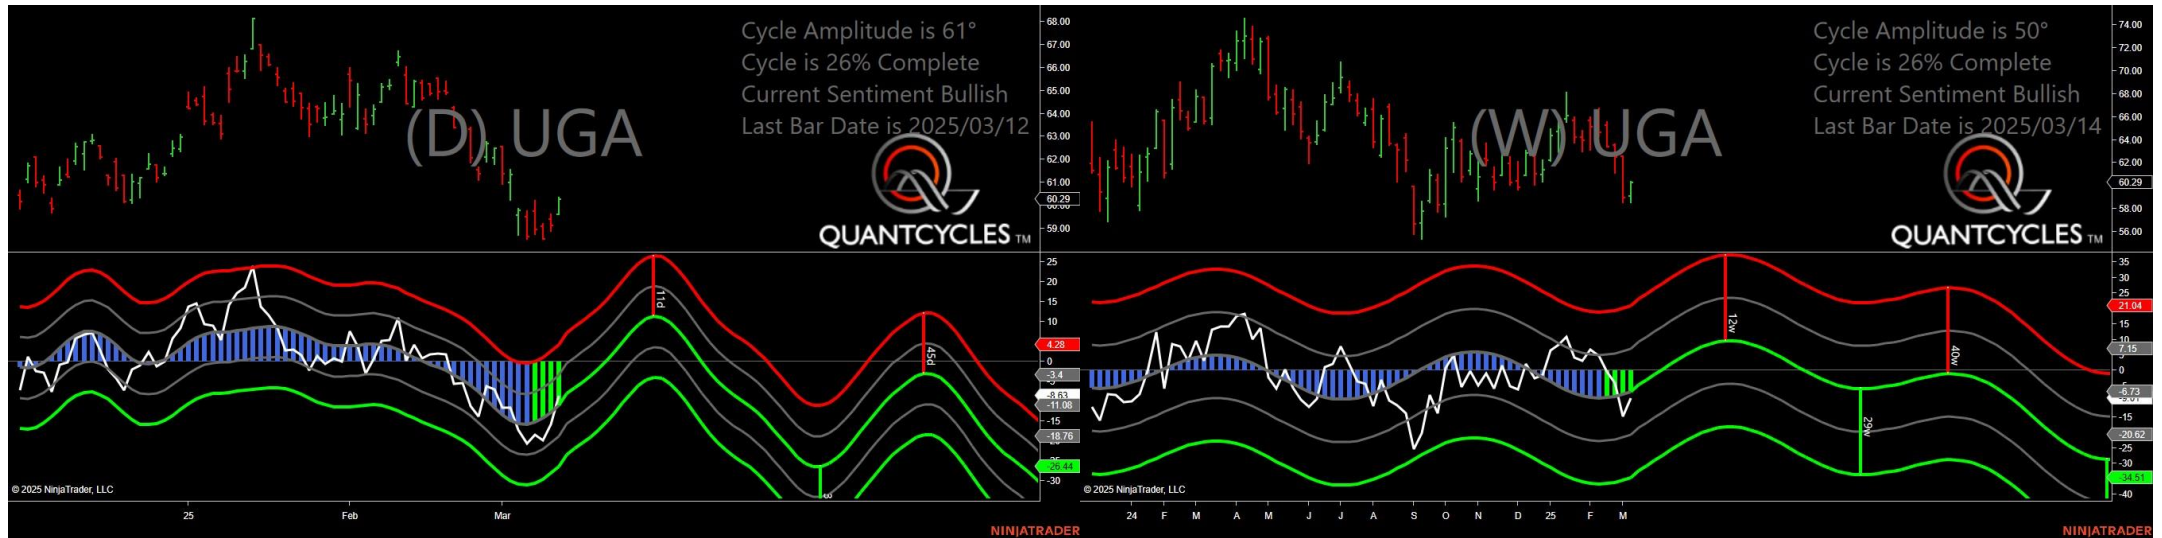 Cycle Amplitude is 61°
Cycle is 26% Complete
Current Sentiment Bullish
Last Bar Date is 2025/03/12
(D) UGA
QUANTCYCLES TM
68.00
67.00
66.00
65.00
64.00
63.00
62.00
61.00
60.29
59.00
25
20
15
10
4.28
0
-3.4
-8.63
-11.08
-15
-18.76
-26.44
-30
11d
45d
© 2025 NinjaTrader, LLC
25
Feb
Mar
NINJATRADER
Cycle Amplitude is 50°
Cycle is 26% Complete
Current Sentiment Bullish
Last Bar Date is 2025/03/14
(W) UGA
QUANTCYCLES TM
74.00
72.00
70.00
68.00
66.00
64.00
62.00
60.29
58.00
56.00
35
30
25
21.04
15
10
7.15
0
-6.73
-15
-20.62
-25
-30
-34.51
-40
12w
40w
29w
© 2025 NinjaTrader, LLC
24
F
M
A
M
J
J
A
S
O
N
D
25
F
M
NINJATRADER